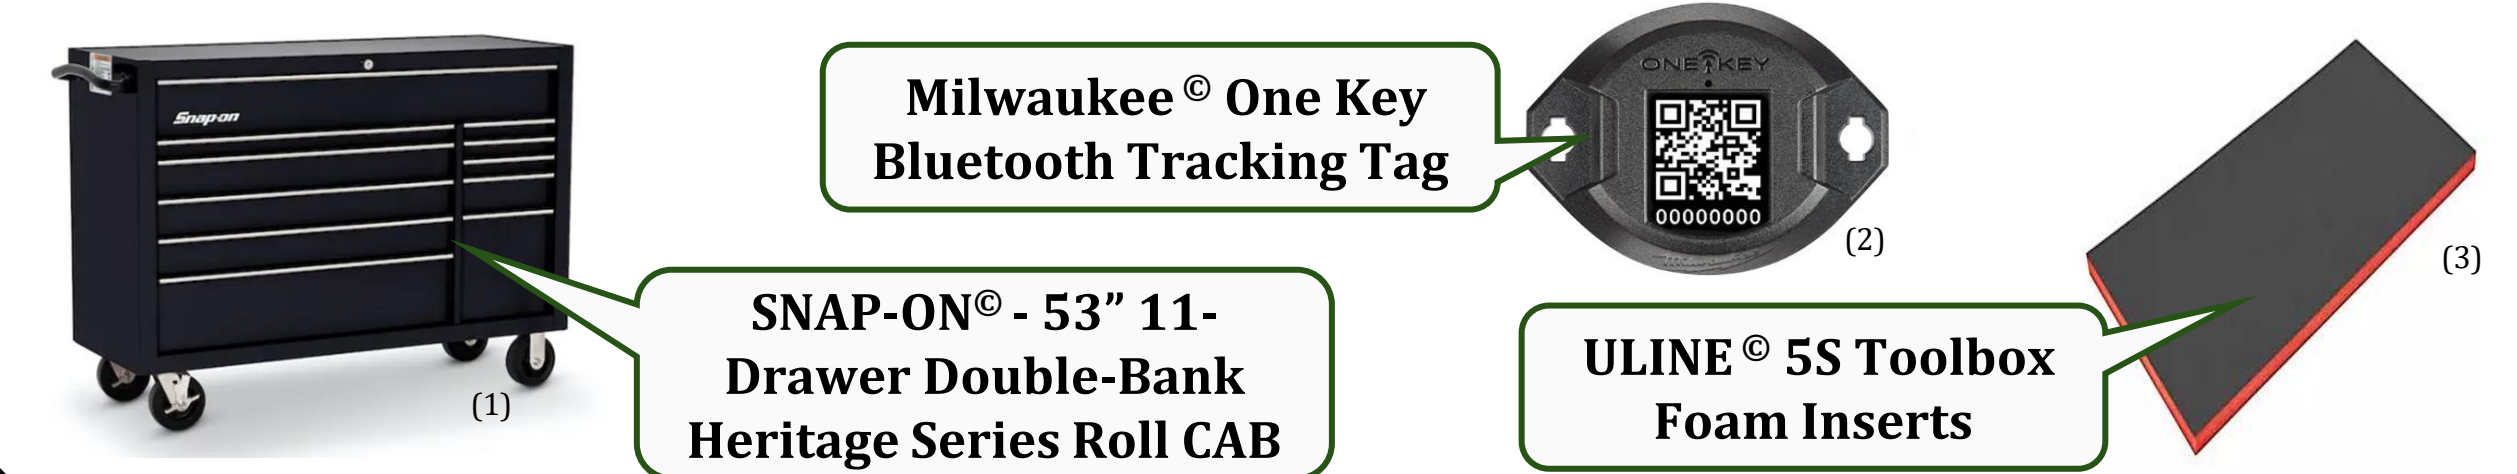 Snap-on
(1)
Milwaukee © One Key
Bluetooth Tracking Tag
SNAP-ON© - 53” 11-
Drawer Double-Bank
Heritage Series Roll CAB
ONE KEY
00000000
(2)
ULINE © 5S Toolbox
Foam Inserts
(3)